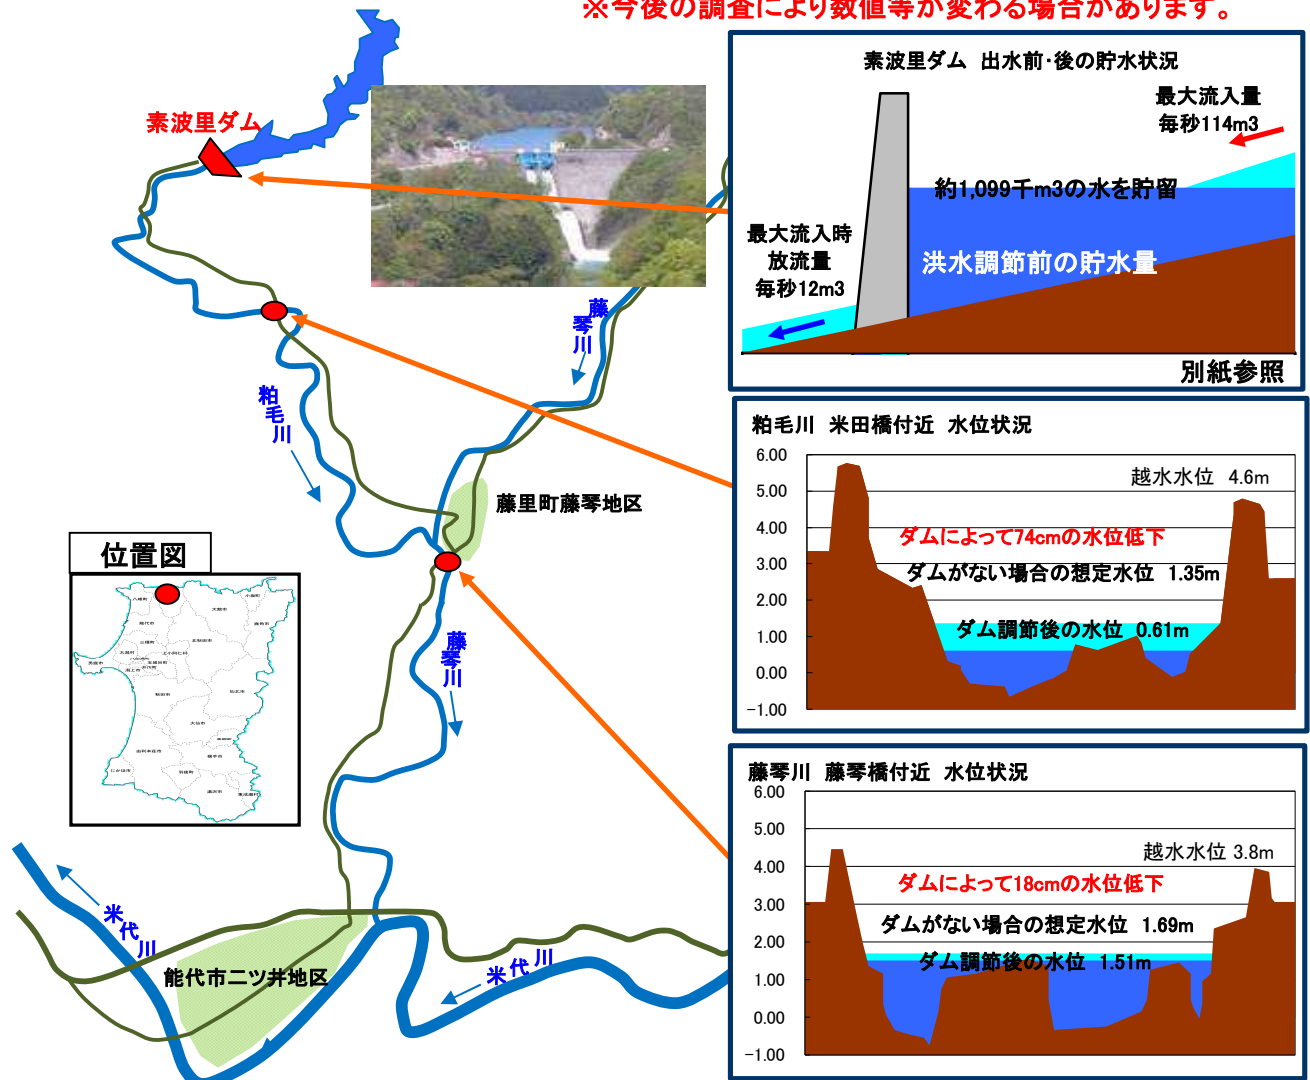 ※今後の調査により数値等が変わる場合があります。
素波里ダム 出水前・後の貯水状況
最大流入量
毎秒114m3
約1,099千m3の水を貯留
最大流入時
放流量
毎秒12m3
洪水調節前の貯水量
別紙参照
素波里ダム
藤琴川
粕毛川
藤里町藤琴地区
藤琴川
米代川
能代市二ツ井地区
米代川
位置図
粕毛川 米田橋付近 水位状況
6.00
5.00
4.00
3.00
2.00
1.00
0.00
-1.00
越水水位 4.6m
ダムによって74cmの水位低下
ダムがない場合の想定水位 1.35m
ダム調節後の水位 0.61m
藤琴川 藤琴橋付近 水位状況
6.00
5.00
4.00
3.00
2.00
1.00
0.00
-1.00
越水水位 3.8m
ダムによって18cmの水位低下
ダムがない場合の想定水位 1.69m
ダム調節後の水位 1.51m